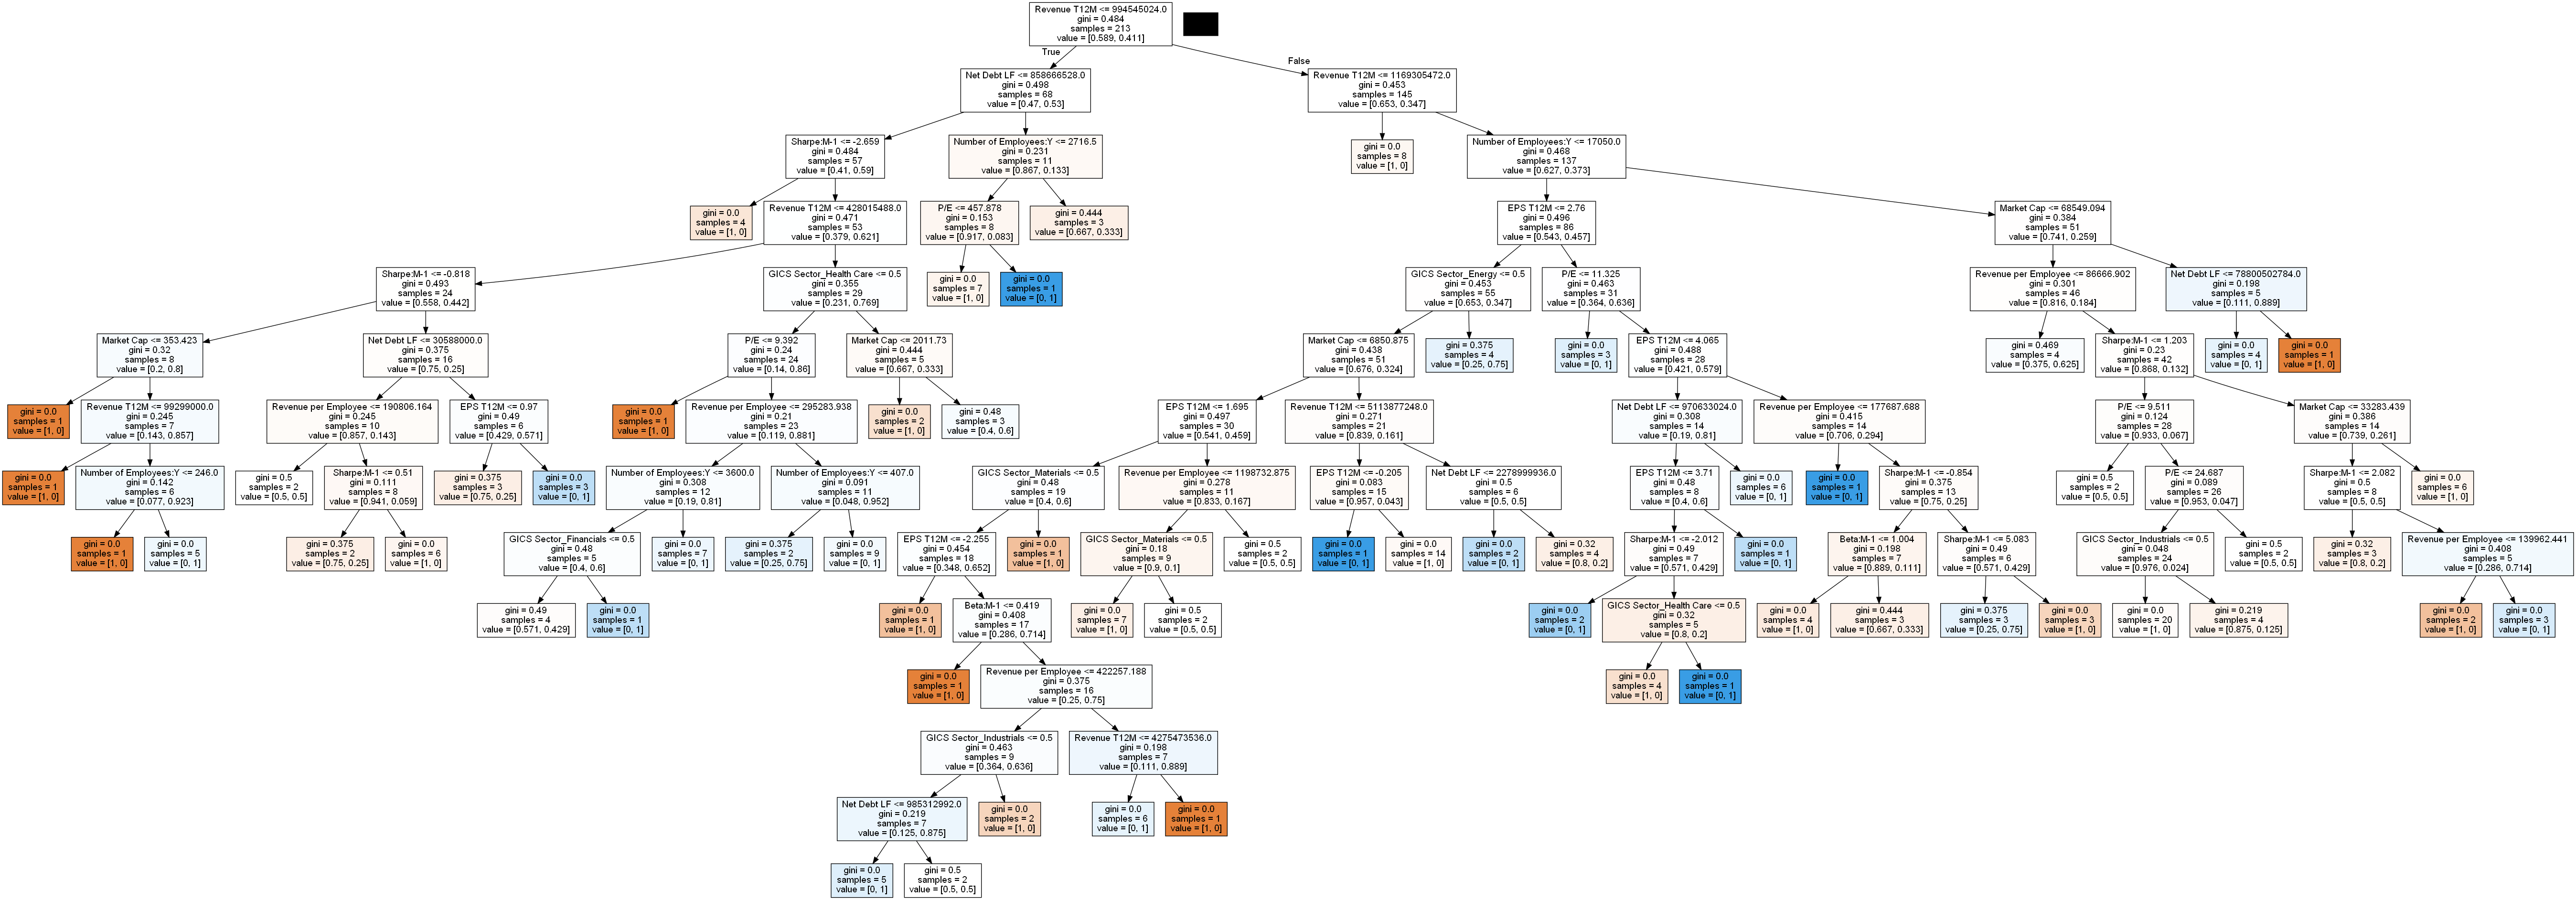 Revenue T12M <= 994545024.0
gini = 0.484
samples = 213
value = [0.589, 0.411]
True
False
Net Debt LF <= 858666528.0
gini = 0.498
samples = 68
value = [0.47, 0.53]
Revenue T12M <= 1169305472.0
gini = 0.453
samples = 145
value = [0.653, 0.347]
Sharpe:M-1 <= -2.659
gini = 0.484
samples = 57
value = [0.41, 0.59]
Number of Employees:Y <= 2716.5
gini = 0.231
samples = 11
value = [0.867, 0.133]
gini = 0.0
samples = 8
value = [1, 0]
Number of Employees:Y <= 17050.0
gini = 0.468
samples = 137
value = [0.627, 0.373]
gini = 0.0
samples = 4
value = [1, 0]
Revenue T12M <= 428015488.0
gini = 0.471
samples = 53
value = [0.379, 0.621]
P/E <= 457.878
gini = 0.153
samples = 8
value = [0.917, 0.083]
gini = 0.444
samples = 3
value = [0.667, 0.333]
EPS T12M <= 2.76
gini = 0.496
samples = 86
value = [0.543, 0.457]
Market Cap <= 68549.094
gini = 0.384
samples = 51
value = [0.741, 0.259]
Sharpe:M-1 <= -0.818
gini = 0.493
samples = 24
value = [0.558, 0.442]
GICS Sector_Health Care <= 0.5
gini = 0.355
samples = 29
value = [0.231, 0.769]
gini = 0.0
samples = 7
value = [1, 0]
gini = 0.0
samples = 1
value = [0, 1]
GICS Sector_Energy <= 0.5
gini = 0.453
samples = 55
value = [0.653, 0.347]
P/E <= 11.325
gini = 0.463
samples = 31
value = [0.364, 0.636]
Revenue per Employee <= 86666.902
gini = 0.301
samples = 46
value = [0.816, 0.184]
Net Debt LF <= 78800502784.0
gini = 0.198
samples = 5
value = [0.111, 0.889]
Market Cap <= 353.423
gini = 0.32
samples = 8
value = [0.2, 0.8]
Net Debt LF <= 30588000.0
gini = 0.375
samples = 16
value = [0.75, 0.25]
P/E <= 9.392
gini = 0.24
samples = 24
value = [0.14, 0.86]
Market Cap <= 2011.73
gini = 0.444
samples = 5
value = [0.667, 0.333]
Market Cap <= 6850.875
gini = 0.438
samples = 51
value = [0.676, 0.324]
gini = 0.375
samples = 4
value = [0.25, 0.75]
gini = 0.0
samples = 3
value = [0, 1]
EPS T12M <= 4.065
gini = 0.488
samples = 28
value = [0.421, 0.579]
gini = 0.469
samples = 4
value = [0.375, 0.625]
Sharpe:M-1 <= 1.203
gini = 0.23
samples = 42
value = [0.868, 0.132]
gini = 0.0
samples = 4
value = [0, 1]
gini = 0.0
samples = 1
value = [1, 0]
gini = 0.0
samples = 1
value = [1, 0]
Revenue T12M <= 99299000.0
gini = 0.245
samples = 7
value = [0.143, 0.857]
Revenue per Employee <= 190806.164
gini = 0.245
samples = 10
value = [0.857, 0.143]
EPS T12M <= 0.97
gini = 0.49
samples = 6
value = [0.429, 0.571]
gini = 0.0
samples = 1
value = [1, 0]
Revenue per Employee <= 295283.938
gini = 0.21
samples = 23
value = [0.119, 0.881]
gini = 0.0
samples = 2
value = [1, 0]
gini = 0.48
samples = 3
value = [0.4, 0.6]
EPS T12M <= 1.695
gini = 0.497
samples = 30
value = [0.541, 0.459]
Revenue T12M <= 5113877248.0
gini = 0.271
samples = 21
value = [0.839, 0.161]
Net Debt LF <= 970633024.0
gini = 0.308
samples = 14
value = [0.19, 0.81]
Revenue per Employee <= 177687.688
gini = 0.415
samples = 14
value = [0.706, 0.294]
P/E <= 9.511
gini = 0.124
samples = 28
value = [0.933, 0.067]
Market Cap <= 33283.439
gini = 0.386
samples = 14
value = [0.739, 0.261]
gini = 0.0
samples = 1
value = [1, 0]
Number of Employees:Y <= 246.0
gini = 0.142
samples = 6
value = [0.077, 0.923]
gini = 0.5
samples = 2
value = [0.5, 0.5]
Sharpe:M-1 <= 0.51
gini = 0.111
samples = 8
value = [0.941, 0.059]
gini = 0.375
samples = 3
value = [0.75, 0.25]
gini = 0.0
samples = 3
value = [0, 1]
Number of Employees:Y <= 3600.0
gini = 0.308
samples = 12
value = [0.19, 0.81]
Number of Employees:Y <= 407.0
gini = 0.091
samples = 11
value = [0.048, 0.952]
GICS Sector_Materials <= 0.5
gini = 0.48
samples = 19
value = [0.4, 0.6]
Revenue per Employee <= 1198732.875
gini = 0.278
samples = 11
value = [0.833, 0.167]
EPS T12M <= -0.205
gini = 0.083
samples = 15
value = [0.957, 0.043]
Net Debt LF <= 2278999936.0
gini = 0.5
samples = 6
value = [0.5, 0.5]
EPS T12M <= 3.71
gini = 0.48
samples = 8
value = [0.4, 0.6]
gini = 0.0
samples = 6
value = [0, 1]
gini = 0.0
samples = 1
value = [0, 1]
Sharpe:M-1 <= -0.854
gini = 0.375
samples = 13
value = [0.75, 0.25]
gini = 0.5
samples = 2
value = [0.5, 0.5]
P/E <= 24.687
gini = 0.089
samples = 26
value = [0.953, 0.047]
Sharpe:M-1 <= 2.082
gini = 0.5
samples = 8
value = [0.5, 0.5]
gini = 0.0
samples = 6
value = [1, 0]
gini = 0.0
samples = 1
value = [1, 0]
gini = 0.0
samples = 5
value = [0, 1]
gini = 0.375
samples = 2
value = [0.75, 0.25]
gini = 0.0
samples = 6
value = [1, 0]
GICS Sector_Financials <= 0.5
gini = 0.48
samples = 5
value = [0.4, 0.6]
gini = 0.0
samples = 7
value = [0, 1]
gini = 0.375
samples = 2
value = [0.25, 0.75]
gini = 0.0
samples = 9
value = [0, 1]
EPS T12M <= -2.255
gini = 0.454
samples = 18
value = [0.348, 0.652]
gini = 0.0
samples = 1
value = [1, 0]
GICS Sector_Materials <= 0.5
gini = 0.18
samples = 9
value = [0.9, 0.1]
gini = 0.5
samples = 2
value = [0.5, 0.5]
gini = 0.0
samples = 1
value = [0, 1]
gini = 0.0
samples = 14
value = [1, 0]
gini = 0.0
samples = 2
value = [0, 1]
gini = 0.32
samples = 4
value = [0.8, 0.2]
Sharpe:M-1 <= -2.012
gini = 0.49
samples = 7
value = [0.571, 0.429]
gini = 0.0
samples = 1
value = [0, 1]
Beta:M-1 <= 1.004
gini = 0.198
samples = 7
value = [0.889, 0.111]
Sharpe:M-1 <= 5.083
gini = 0.49
samples = 6
value = [0.571, 0.429]
GICS Sector_Industrials <= 0.5
gini = 0.048
samples = 24
value = [0.976, 0.024]
gini = 0.5
samples = 2
value = [0.5, 0.5]
gini = 0.32
samples = 3
value = [0.8, 0.2]
Revenue per Employee <= 139962.441
gini = 0.408
samples = 5
value = [0.286, 0.714]
gini = 0.49
samples = 4
value = [0.571, 0.429]
gini = 0.0
samples = 1
value = [0, 1]
gini = 0.0
samples = 1
value = [1, 0]
Beta:M-1 <= 0.419
gini = 0.408
samples = 17
value = [0.286, 0.714]
gini = 0.0
samples = 7
value = [1, 0]
gini = 0.5
samples = 2
value = [0.5, 0.5]
gini = 0.0
samples = 2
value = [0, 1]
GICS Sector_Health Care <= 0.5
gini = 0.32
samples = 5
value = [0.8, 0.2]
gini = 0.0
samples = 4
value = [1, 0]
gini = 0.444
samples = 3
value = [0.667, 0.333]
gini = 0.375
samples = 3
value = [0.25, 0.75]
gini = 0.0
samples = 3
value = [1, 0]
gini = 0.0
samples = 20
value = [1, 0]
gini = 0.219
samples = 4
value = [0.875, 0.125]
gini = 0.0
samples = 2
value = [1, 0]
gini = 0.0
samples = 3
value = [0, 1]
gini = 0.0
samples = 1
value = [1, 0]
Revenue per Employee <= 422257.188
gini = 0.375
samples = 16
value = [0.25, 0.75]
gini = 0.0
samples = 4
value = [1, 0]
gini = 0.0
samples = 1
value = [0, 1]
GICS Sector_Industrials <= 0.5
gini = 0.463
samples = 9
value = [0.364, 0.636]
Revenue T12M <= 4275473536.0
gini = 0.198
samples = 7
value = [0.111, 0.889]
Net Debt LF <= 985312992.0
gini = 0.219
samples = 7
value = [0.125, 0.875]
gini = 0.0
samples = 2
value = [1, 0]
gini = 0.0
samples = 6
value = [0, 1]
gini = 0.0
samples = 1
value = [1, 0]
gini = 0.0
samples = 5
value = [0, 1]
gini = 0.5
samples = 2
value = [0.5, 0.5]